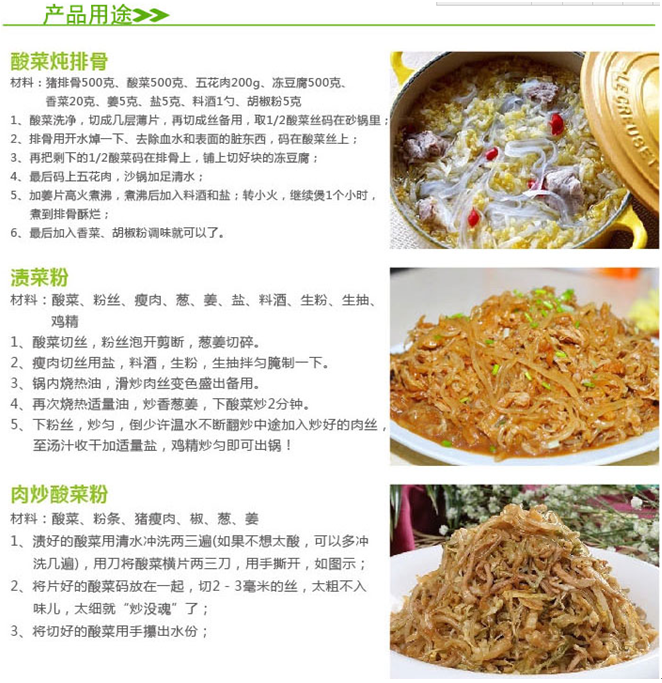 产品用途
酸菜炖排骨
材料：猪排骨500克、酸菜500克、五花肉200g、冻豆腐500克、
香菜20克、姜5克、盐5克、料酒1勺、胡椒粉5克
1、酸菜洗净，切成几层薄片，再切成丝备用，取1/2酸菜丝码在砂锅里；
2、排骨用开水焯一下、去除血水和表面的脏东西，码在酸菜丝上；
3、再把剩下的1/2酸菜码在排骨上，铺上切好块的冻豆腐；
4、最后码上五花肉，沙锅加足清水；
5、加姜片高火煮沸，煮沸后加入料酒和盐；转小火，继续煲1个小时，
煮到排骨酥烂；
6、最后加入香菜、胡椒粉调味就可以了。
LE CREUSET
渍菜粉
材料：酸菜、粉丝、瘦肉、葱、姜、盐、料酒、生粉、生抽、
鸡精
1、酸菜切丝，粉丝泡开剪断，葱姜切碎。
2、瘦肉切丝用盐，料酒，生粉，生抽拌匀腌制一下。
3、锅内烧热油，滑炒肉丝变色盛出备用。
4、再次烧热适量油，炒香葱姜，下酸菜炒2分钟。
5、下粉丝，炒匀，倒少许温水不断翻炒中途加入炒好的肉丝，
至汤汁收干加适量盐，鸡精炒匀即可出锅！
肉炒酸菜粉
材料：酸菜、粉条、猪瘦肉、椒、葱、姜
1、渍好的酸菜用清水冲洗两三遍(如果不想太酸，可以多冲
洗几遍)，用刀将酸菜横片两三刀，用手撕开，如图示；
2、将片好的酸菜码放在一起，切2－3毫米的丝，太粗不入
味儿，太细就“炒没魂”了；
3、将切好的酸菜用手攥出水份；